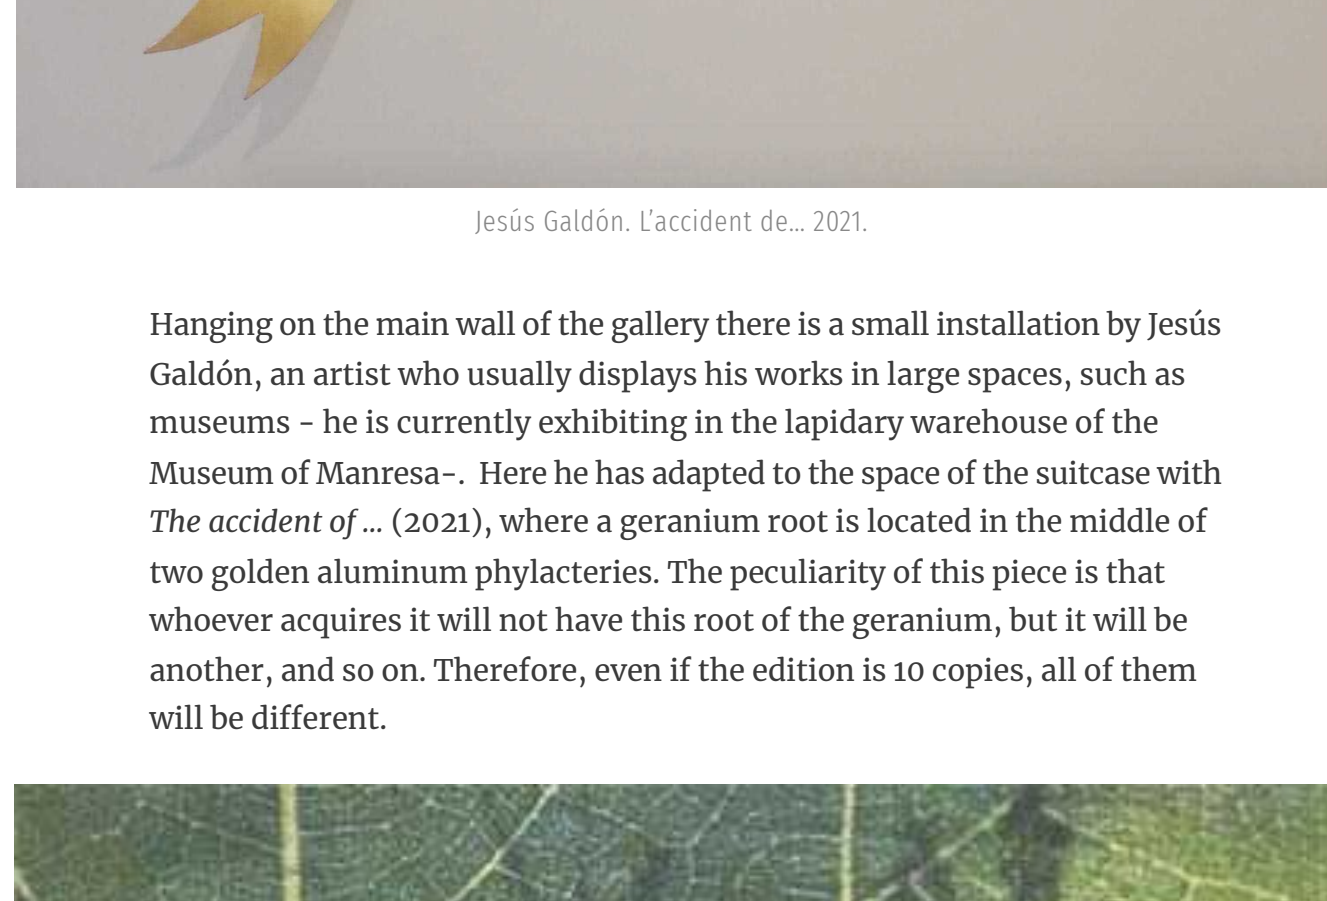 Jesús Galdón. L’accident de… 2021.
Hanging on the main wall of the gallery there is a small installation by Jesús
Galdón, an artist who usually displays his works in large spaces, such as
museums - he is currently exhibiting in the lapidary warehouse of the
Museum of Manresa-.  Here he has adapted to the space of the suitcase with
The accident of … (2021), where a geranium root is located in the middle of
two golden aluminum phylacteries. The peculiarity of this piece is that
whoever acquires it will not have this root of the geranium, but it will be
another, and so on. Therefore, even if the edition is 10 copies, all of them
will be different.